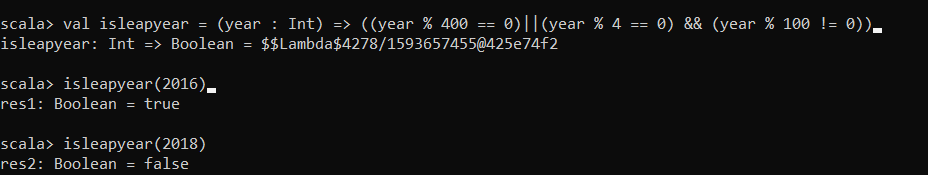 scala> val isleapyear = (year : Int) => ((year % 400 == 0)||(year % 4 == 0) && (year % 100 != 0))
isleapyear: Int => Boolean = $$Lambda$4278/1593657455@425e74f2
scala> isleapyear(2016)
res1: Boolean = true
scala> isleapyear(2018)
res2: Boolean = false